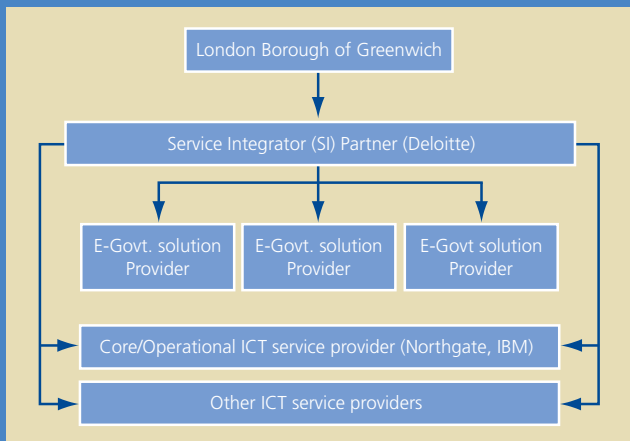 London Borough of Greenwich
Service Integrator (SI) Partner (Deloitte)
E-Govt. solution
Provider
E-Govt. solution
Provider
E-Govt solution
Provider
Core/Operational ICT service provider (Northgate, IBM)
Other ICT service providers